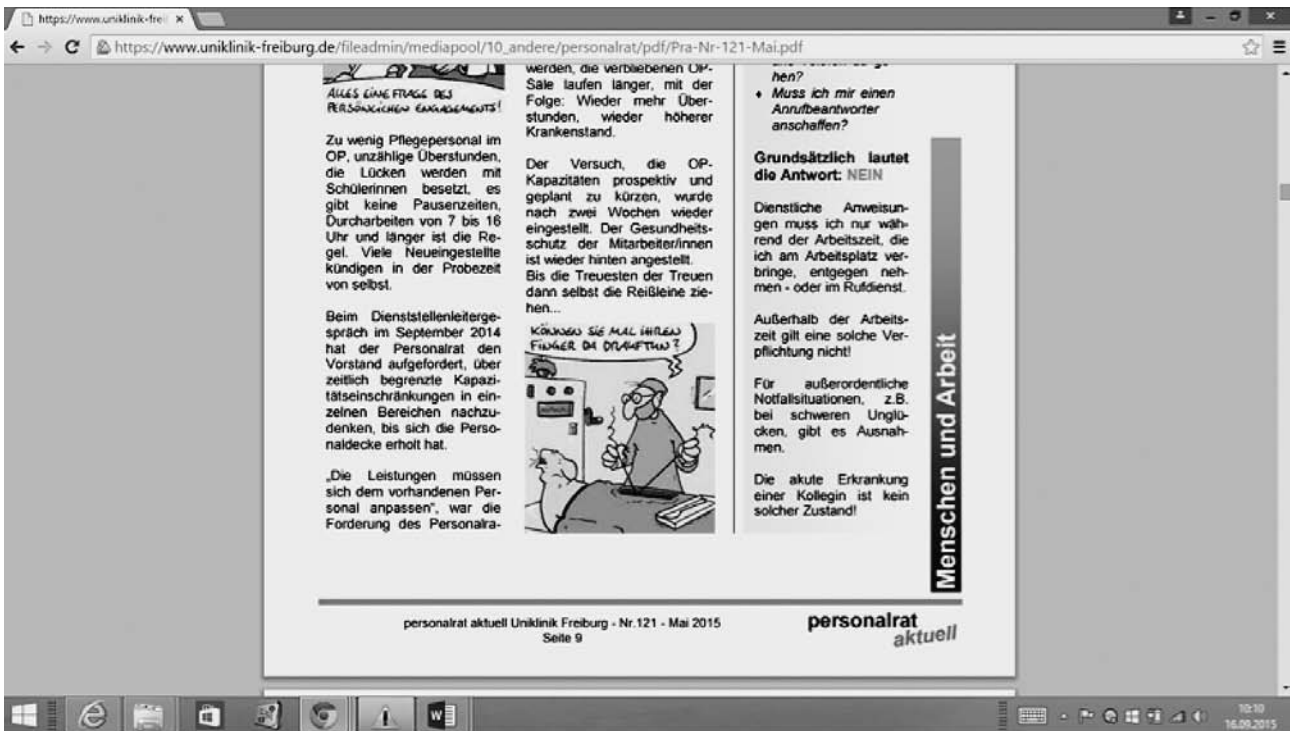 https://www.uniklinik-frei
https://www.uniklinik-freiburg.de/fileadmin/mediapool/10_andere/personalrat/pdf/Pra-Nr-121-Mai.pdf
ALLES EINE FRAGE DES
PERSÖNLICHEN ENGAGEMENTS!
Zu wenig Pflegepersonal im
OP, unzählige Überstunden,
die Lücken werden mit
Schülerinnen besetzt, es
gibt keine Pausenzeiten,
Durcharbeiten von 7 bis 16
Uhr und länger ist die Re-
gel. Viele Neueingestellte
kündigen in der Probezeit
von selbst.
Beim Dienststellenleiterge-
spräch im September 2014
hat der Personalrat den
Vorstand aufgefordert, über
zeitlich begrenzte Kapazi-
tätseinschränkungen in ein-
zelnen Bereichen nachzu-
denken, bis sich die Perso-
naldecke erholt hat.
„Die Leistungen müssen
sich dem vorhandenen Per-
sonal anpassen", war die
Forderung des Personalra-
werden, die verbliebenen OP-
Säle laufen länger, mit der
Folge: Wieder mehr Über-
stunden, wieder höherer
Krankenstand.
Der Versuch, die OP-
Kapazitäten prospektiv und
geplant zu kürzen, wurde
nach zwei Wochen wieder
eingestellt. Der Gesundheits-
schutz der Mitarbeiter/innen
ist wieder hinten angestellt.
Bis die Treuesten der Treuen
dann selbst die Reißleine zie-
hen...
KÖNNEN SIE MAL IHREN
FINGER DA DRAUFTUN?
hen?
♦ Muss ich mir einen
Anrufbeantworter
anschaffen?
Grundsätzlich lautet
die Antwort: NEIN
Dienstliche Anweisun-
gen muss ich nur wäh-
rend der Arbeitszeit, die
ich am Arbeitsplatz ver-
bringe, entgegen neh-
men - oder im Rufdienst.
Außerhalb der Arbeits-
zeit gilt eine solche Ver-
pflichtung nicht!
Für außerordentliche
Notfallsituationen, z.B.
bei schweren Unglü-
cken, gibt es Ausnah-
men.
Die akute Erkrankung
einer Kollegin ist kein
solcher Zustand!
Menschen und Arbeit
personalrat aktuell Uniklinik Freiburg - Nr.121 - Mai 2015
Seite 9
personalrat
aktuell
10:10
16.09.2015